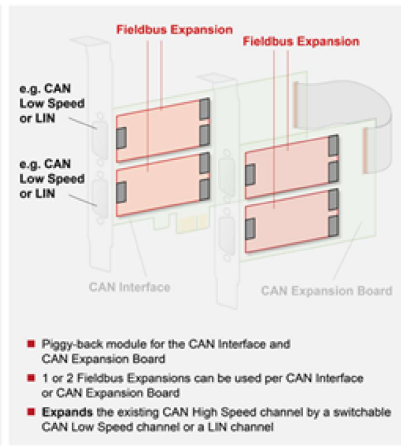 Fieldbus Expansion
Fieldbus Expansion
e.g. CAN
Low Speed
or LIN
e.g. CAN
Low Speed
or LIN
CAN Interface
CAN Expansion Board
Piggy-back module for the CAN Interface and
CAN Expansion Board
1 or 2 Fieldbus Expansions can be used per CAN Interface
or CAN Expansion Board
Expands the existing CAN High Speed channel by a switchable
CAN Low Speed channel or a LIN channel